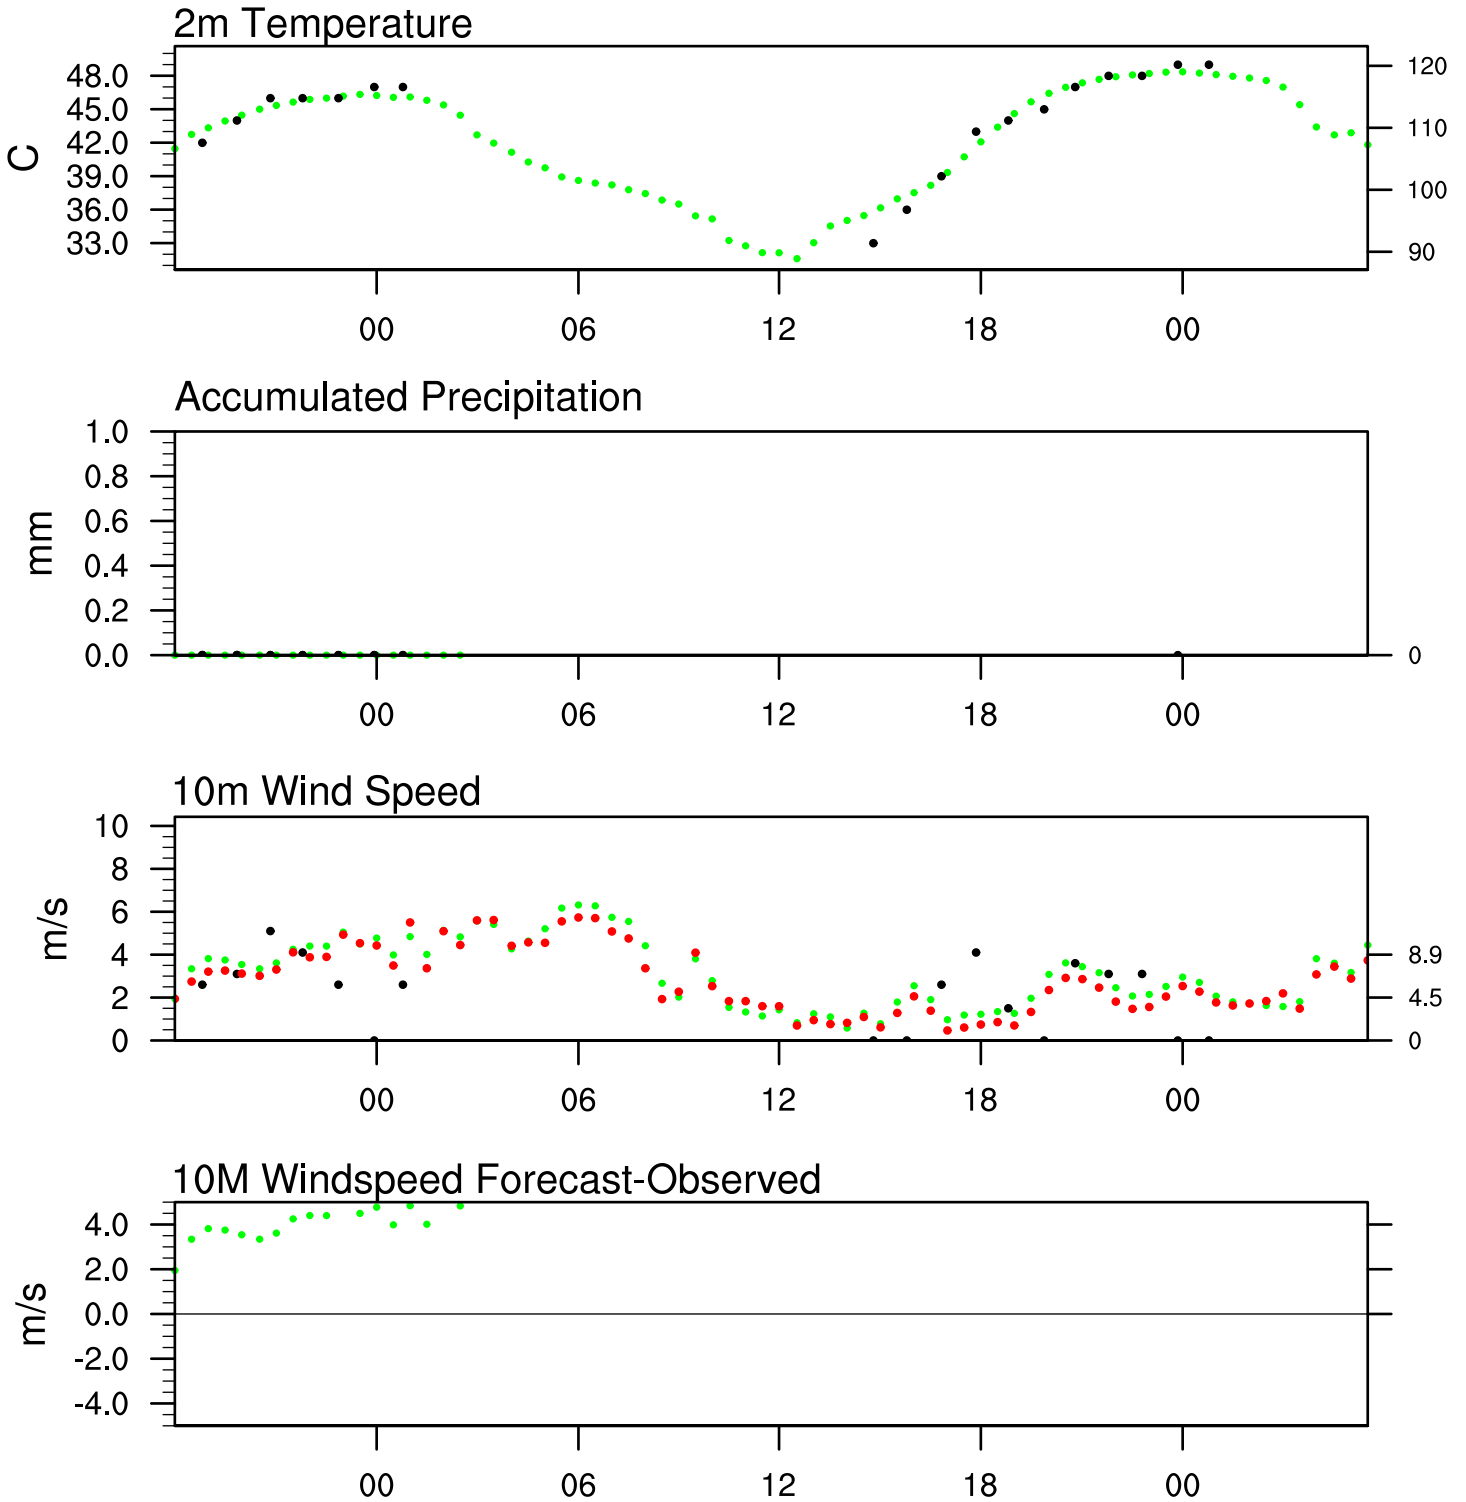 2m Temperature
48.0
45.0
42.0
39.0
36.0
33.0
C
120
110
100
90
00 06 12 18 00
Accumulated Precipitation
1.0
0.8
0.6
0.4
0.2
0.0
mm
0
00 06 12 18 00
10m Wind Speed
10
8
6
4
2
0
m/s
8.9
4.5
0
00 06 12 18 00
10M Windspeed Forecast-Observed
4.0
2.0
0.0
-2.0
-4.0
m/s
00 06 12 18 00